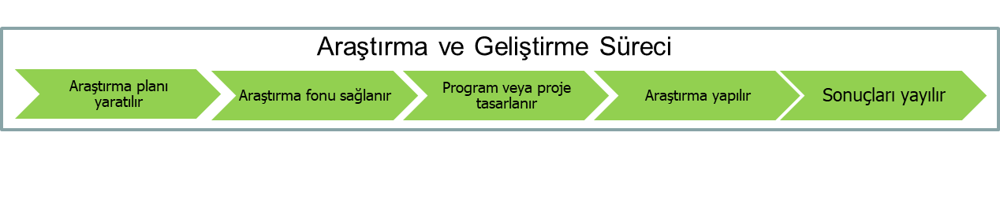 Araştırma ve Geliştirme Süreci
Araştırma planı
yaratılır
Araştırma fonu sağlanır
Program veya proje
tasarlanır
Araştırma yapılır
Sonuçları yayılır